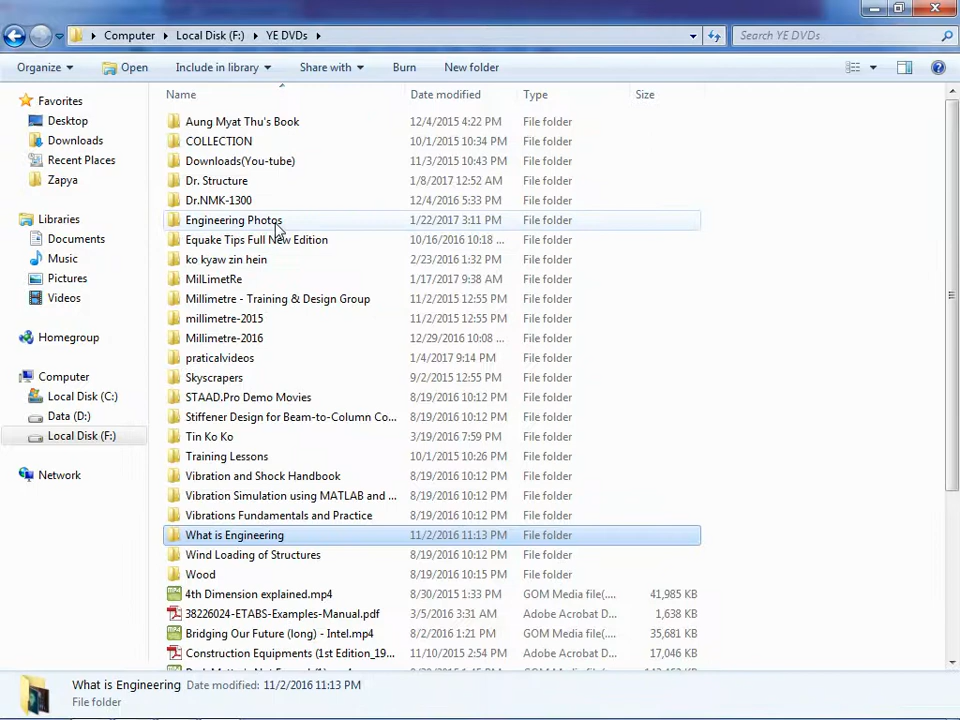 Computer Local Disk (F:) YE DVDs Search YE DVDs
Organize Open Include in library Share with Burn New folder
Name Date modified Type Size
Favorites
Desktop
Downloads
Recent Places
Zapya
Libraries
Documents
Music
Pictures
Videos
Homegroup
Computer
Local Disk (C:)
Data (D:)
Local Disk (F:)
Network
Aung Myat Thu's Book 12/4/2015 4:22 PM File folder
COLLECTION 10/1/2015 10:34 PM File folder
Downloads(You-tube) 11/3/2015 10:43 PM File folder
Dr. Structure 1/8/2017 12:52 AM File folder
Dr.NMK-1300 12/4/2016 5:33 PM File folder
Engineering Photos 1/22/2017 3:11 PM File folder
Equake Tips Full New Edition 10/16/2016 10:18 ... File folder
ko kyaw zin hein 2/23/2016 1:32 PM File folder
MilLimetRe 1/17/2017 9:38 AM File folder
Millimetre - Training & Design Group 11/2/2015 12:55 PM File folder
millimetre-2015 11/2/2015 12:55 PM File folder
Millimetre-2016 12/29/2016 10:08 ... File folder
praticalvideos 1/4/2017 9:14 PM File folder
Skyscrapers 9/2/2015 12:55 PM File folder
STAAD.Pro Demo Movies 8/19/2016 10:12 PM File folder
Stiffener Design for Beam-to-Column Co... 8/19/2016 10:12 PM File folder
Tin Ko Ko 3/19/2016 7:59 PM File folder
Training Lessons 10/1/2015 10:26 PM File folder
Vibration and Shock Handbook 8/19/2016 10:12 PM File folder
Vibration Simulation using MATLAB and ... 8/19/2016 10:12 PM File folder
Vibrations Fundamentals and Practice 8/19/2016 10:12 PM File folder
What is Engineering 11/2/2016 11:13 PM File folder
Wind Loading of Structures 8/19/2016 10:12 PM File folder
Wood 8/19/2016 10:15 PM File folder
4th Dimension explained.mp4 8/30/2015 1:33 PM GOM Media file(.... 41,985 KB
38226024-ETABS-Examples-Manual.pdf 3/5/2016 3:31 AM Adobe Acrobat D... 1,638 KB
Bridging Our Future (long) - Intel.mp4 8/2/2016 1:21 PM GOM Media file(.... 35,681 KB
Construction Equipments (1st Edition_19... 11/10/2015 2:54 PM Adobe Acrobat D... 17,046 KB
What is Engineering Date modified: 11/2/2016 11:13 PM
File folder